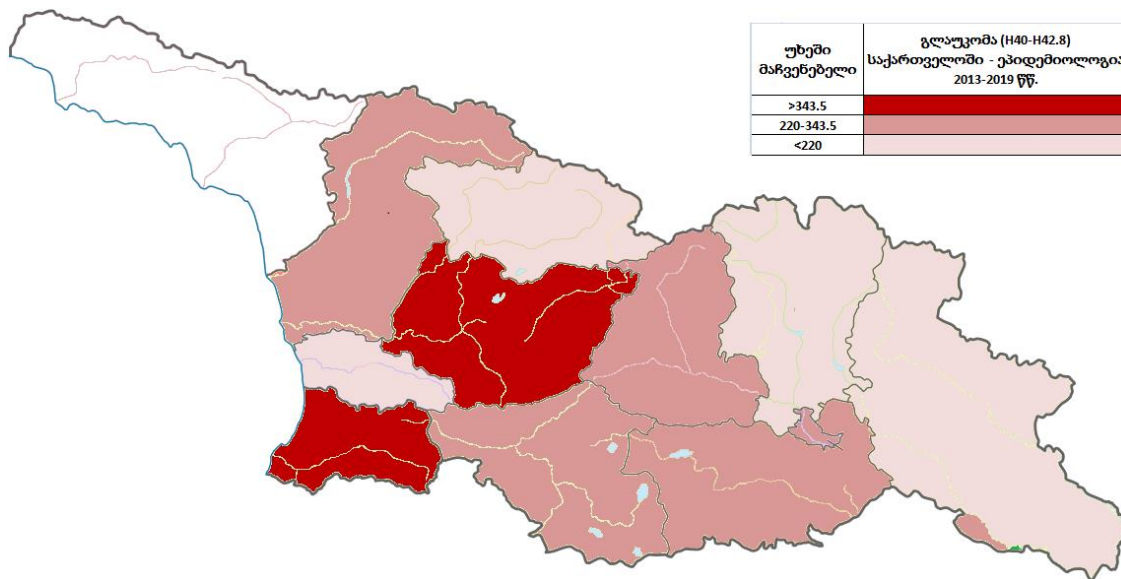 უხეში
მაჩვენებელი
გლაუკომა (H40-H42.8)
საქართველოში - ეპიდემიოლოგია
2013-2019 წწ.
>343.5
220-343.5
<220